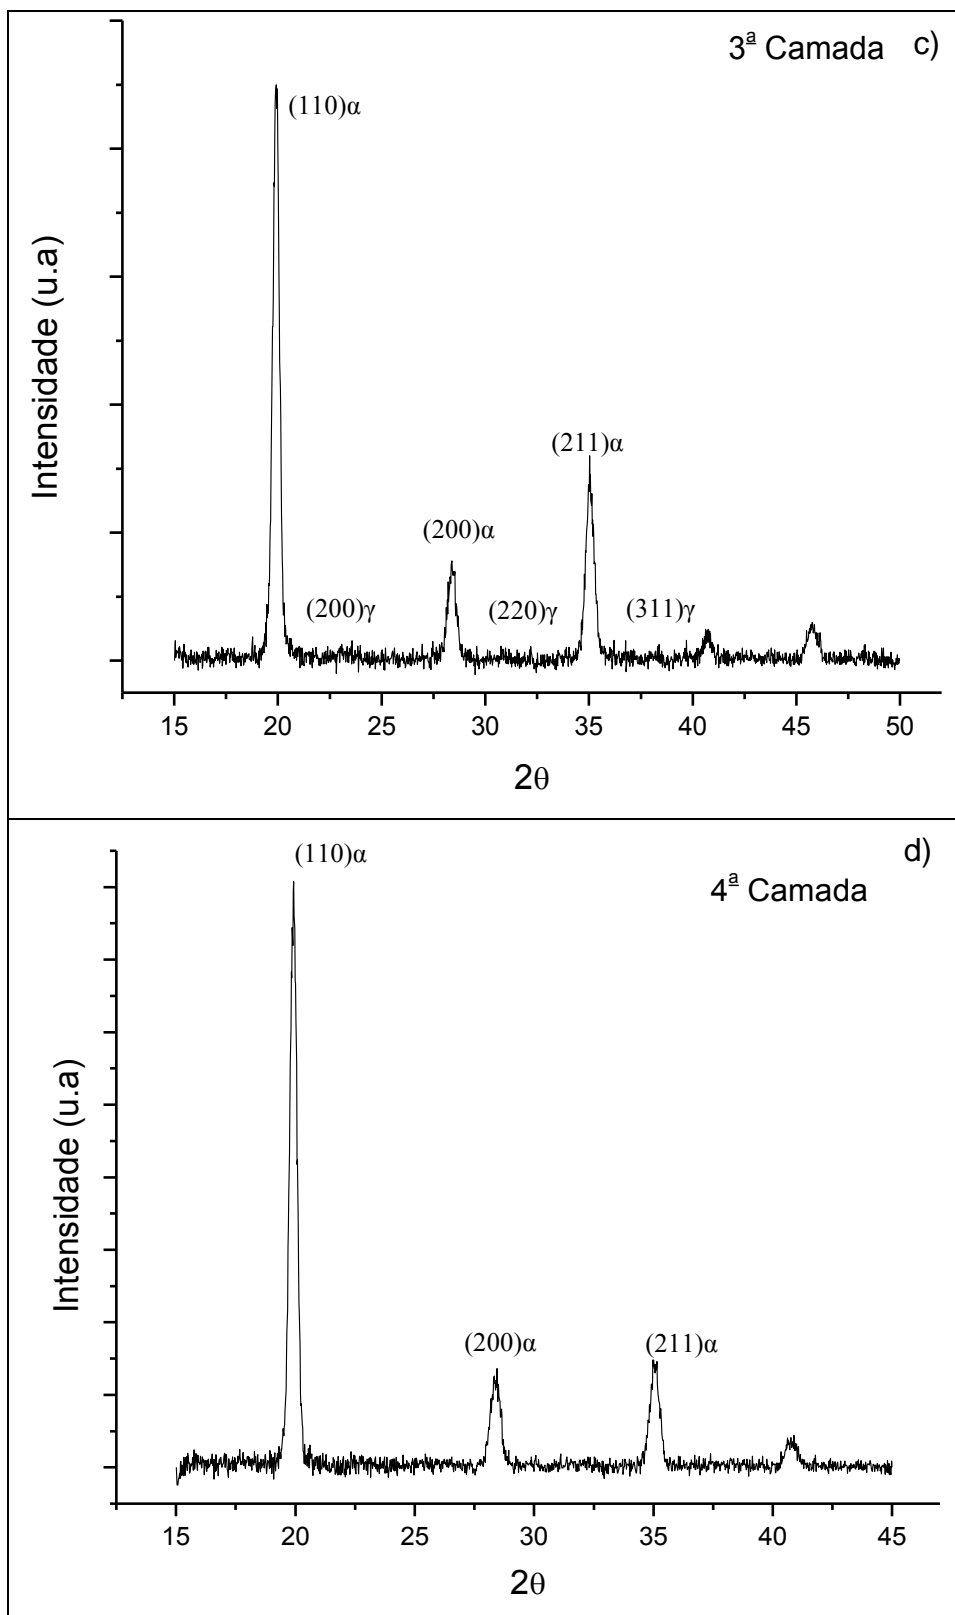 3ª Camada c)
(110)α
(211)α
(200)α
(200)γ (220)γ (311)γ
Intensidade (u.a)
15 20 25 30 35 40 45 50
2θ
d)
(110)α
4ª Camada
(200)α (211)α
Intensidade (u.a)
15 20 25 30 35 40 45
2θ